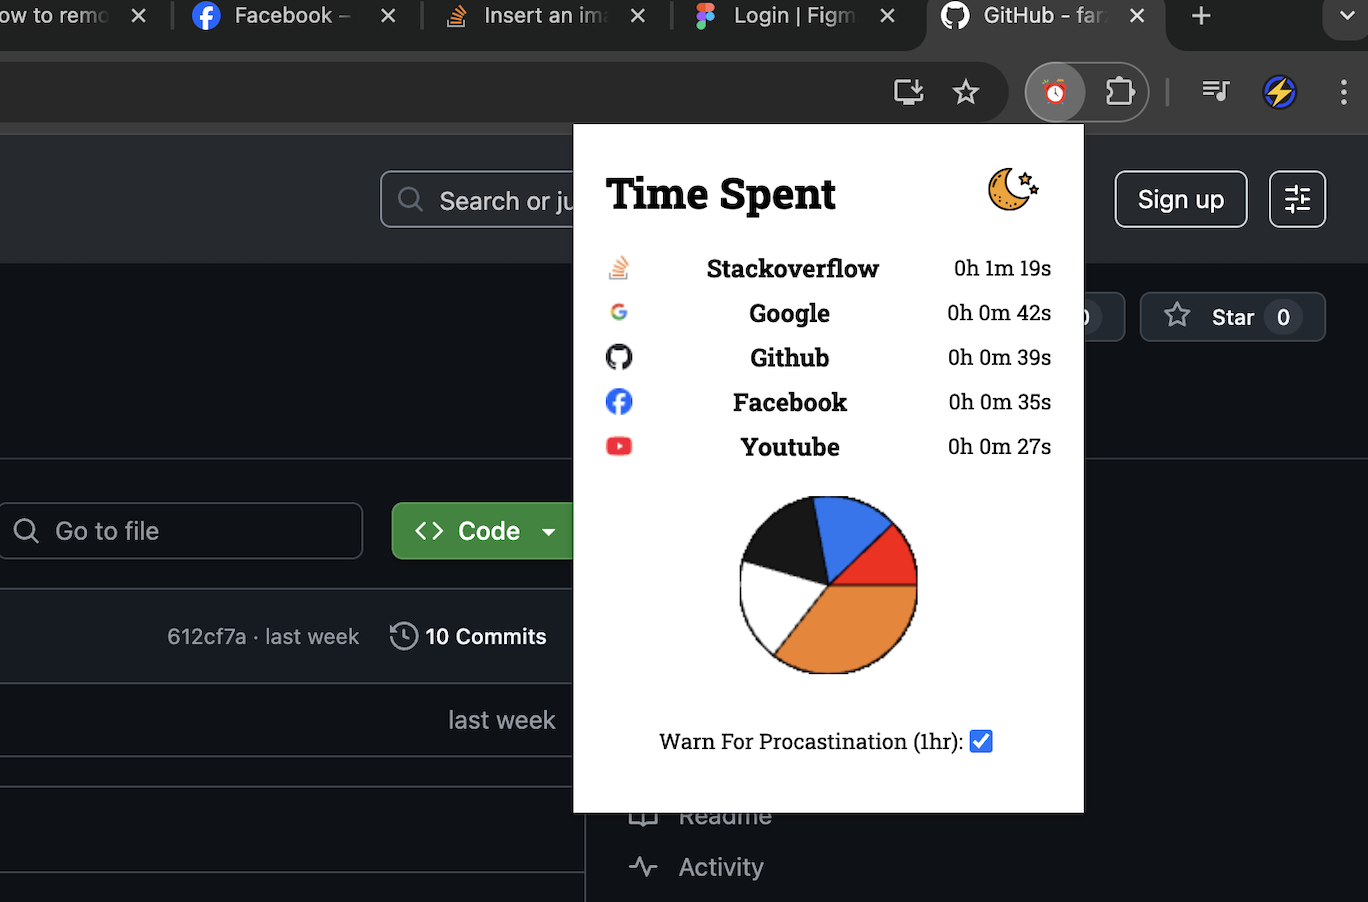 ow to remo
Facebook –
Insert an im
Login | Figm
GitHub - far
Search or ju
Sign up
Time Spent
Stackoverflow 0h 1m 19s
Google 0h 0m 42s
Github 0h 0m 39s
Facebook 0h 0m 35s
Youtube 0h 0m 27s
Star 0
Go to file
Code
612cf7a · last week
10 Commits
last week
Warn For Procastination (1hr):
Readme
Activity